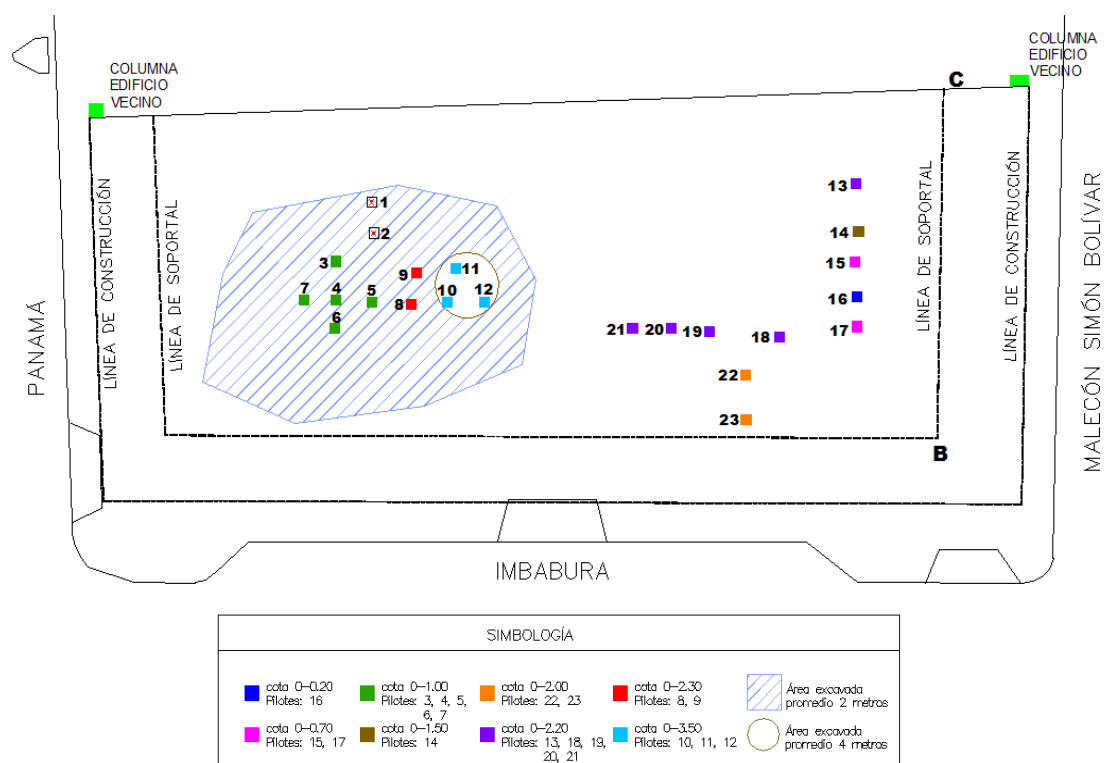 COLUMNA
EDIFICIO
VECINO
COLUMNA
EDIFICIO
VECINO
C
LÍNEA DE CONSTRUCCIÓN
LÍNEA DE SOPORTAL
LÍNEA DE SOPORTAL
LÍNEA DE CONSTRUCCIÓN
PANAMÁ
MALECÓN SIMÓN BOLÍVAR
1
2
3
9
11
7
4
5
8
10
12
6
13
14
15
16
17
21
20
19
18
22
23
B
IMBABURA
SIMBOLOGÍA
cota 0-0.20
Pilotes: 16
cota 0-1.00
Pilotes: 3, 4, 5,
6, 7
cota 0-2.00
Pilotes: 22, 23
cota 0-2.30
Pilotes: 8, 9
Área excavada
promedio 2 metros
cota 0-0.70
Pilotes: 15, 17
cota 0-1.50
Pilotes: 14
cota 0-2.20
Pilotes: 13, 18, 19,
20, 21
cota 0-3.50
Pilotes: 10, 11, 12
Área excavada
promedio 4 metros